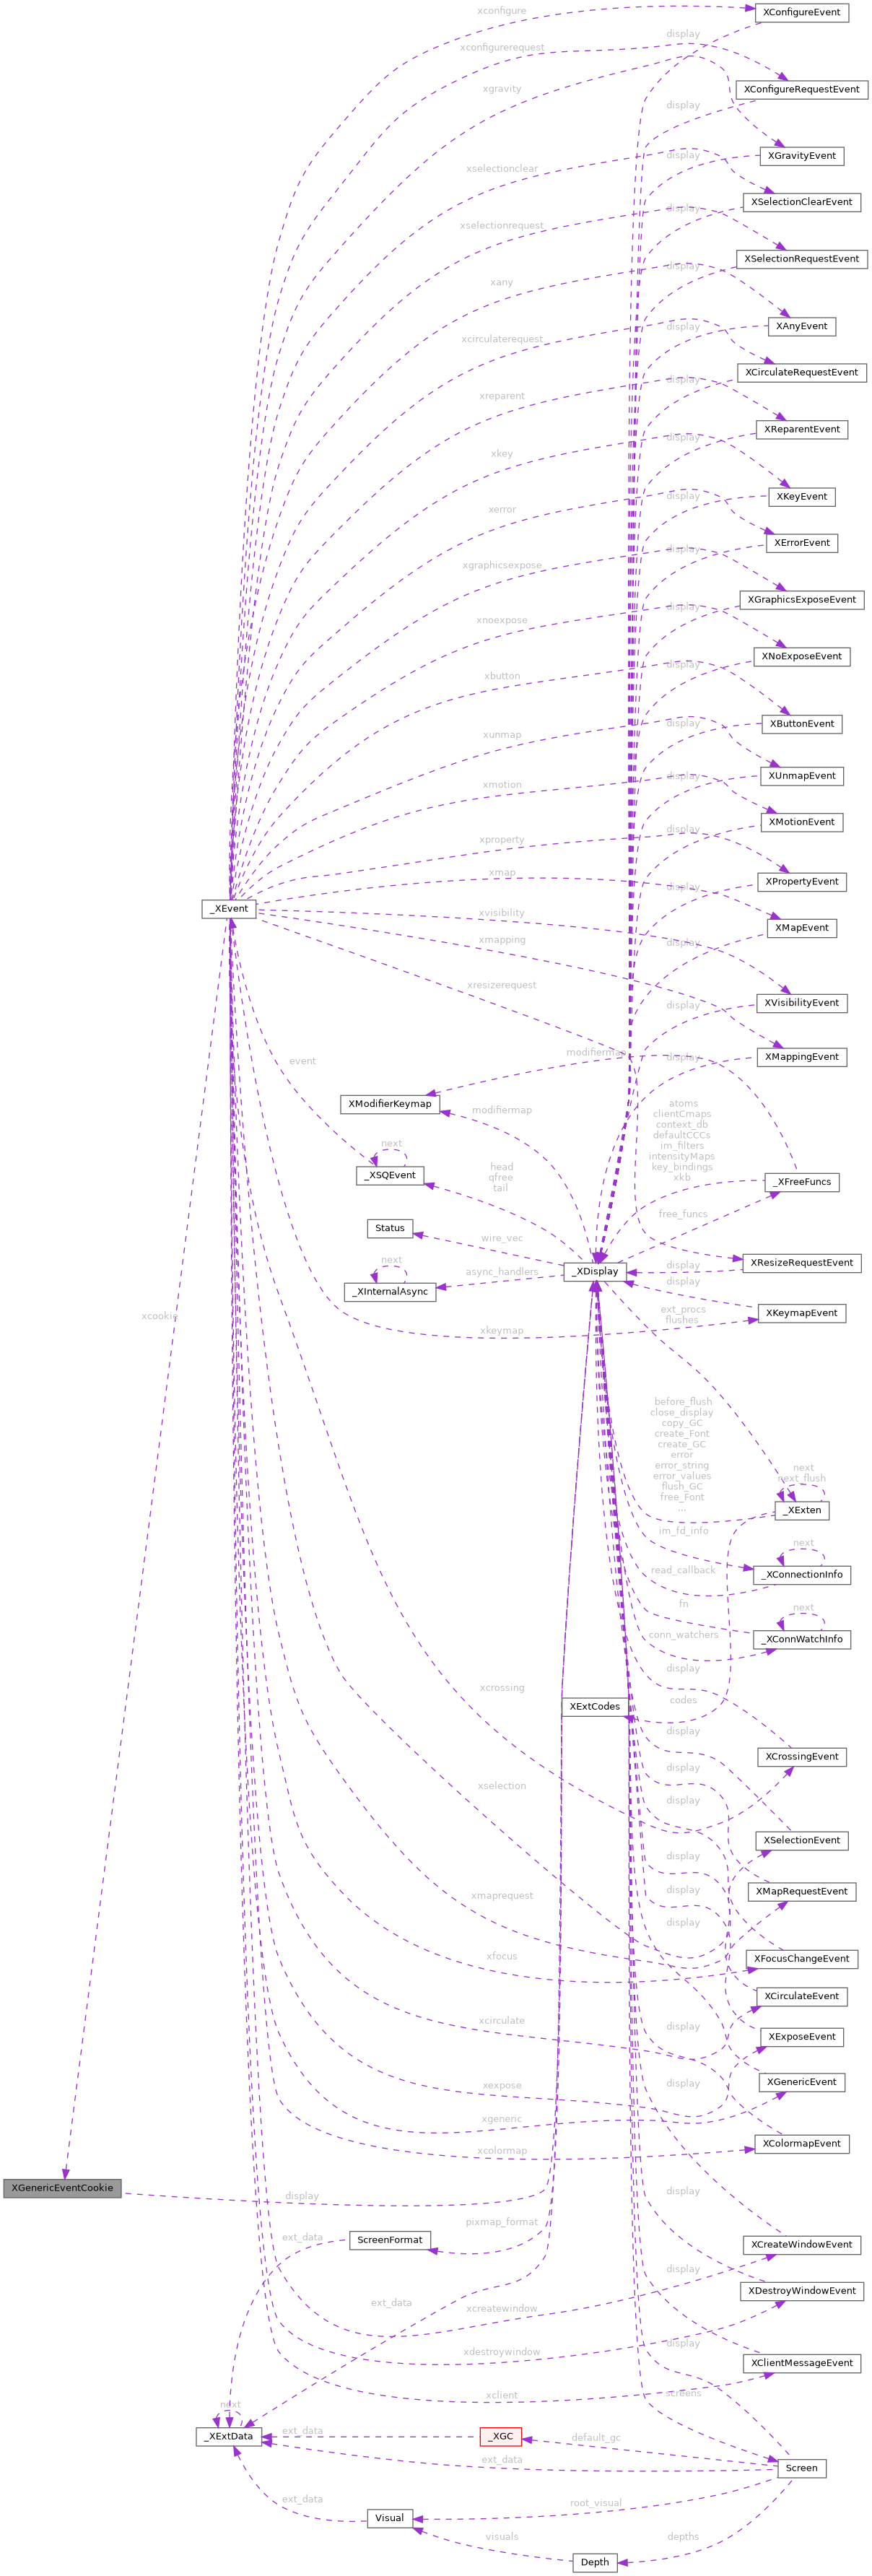 xconfigure
XConfigureEvent
display
xconfigurerequest
XConfigureRequestEvent
xgravity
display
XGravityEvent
display
xselectionclear
XSelectionClearEvent
display
xselectionrequest
XSelectionRequestEvent
display
xany
XAnyEvent
display
xcirculaterequest
XCirculateRequestEvent
display
xreparent
XReparentEvent
display
xkey
XKeyEvent
display
xerror
XErrorEvent
display
xgraphicsexpose
XGraphicsExposeEvent
display
xnoexpose
XNoExposeEvent
display
xbutton
XButtonEvent
display
xunmap
XUnmapEvent
display
xmotion
XMotionEvent
display
xproperty
XPropertyEvent
display
xmap
_XEvent
XMapEvent
xvisibility
display
xmapping
xresizerequest
XVisibilityEvent
display
event
modifiermap
display
XMappingEvent
XModifierKeymap
modifiermap
atoms
clientCmaps
context_db
defaultCCCs
im_filters
intensityMaps
key_bindings
xkb
next
_XSQEvent
head
qfree
tail
_XFreeFuncs
free_funcs
Status
wire_vec
next
_XInternalAsync
async_handlers
_XDisplay
display
XResizeRequestEvent
display
xcookie
xkeymap
ext_procs
flushes
XKeymapEvent
before_flush
close_display
copy_GC
create_Font
create_GC
error
error_string
error_values
flush_GC
free_Font
...
next
next_flush
_XExten
im_fd_info
next
read_callback
_XConnectionInfo
fn
next
conn_watchers
_XConnWatchInfo
display
xcrossing
XExtCodes
codes
display
XCrossingEvent
display
xselection
display
XSelectionEvent
display
xmaprequest
display
XMapRequestEvent
display
xfocus
XFocusChangeEvent
XCirculateEvent
xcirculate
display
XExposeEvent
xexpose
display
XGenericEvent
xgeneric
XColormapEvent
xcolormap
XGenericEventCookie
display
display
pixmap_format
ext_data
ScreenFormat
XCreateWindowEvent
display
ext_data
xcreatewindow
XDestroyWindowEvent
display
xdestroywindow
XClientMessageEvent
xclient
screens
next
_XExtData
ext_data
_XGC
default_gc
ext_data
Screen
ext_data
root_visual
Visual
visuals
depths
Depth